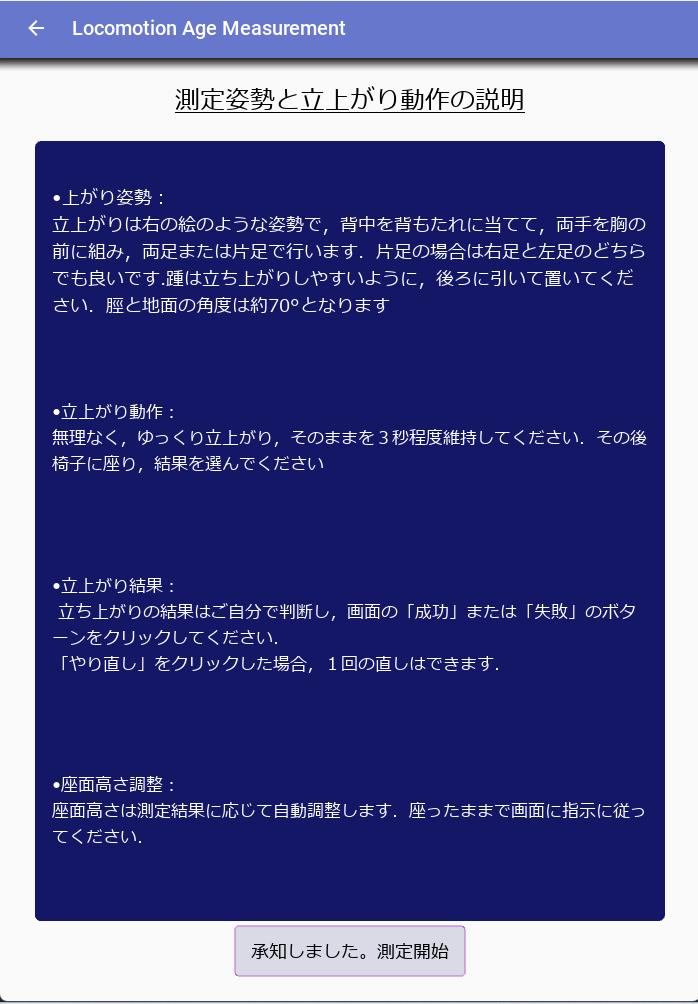 Locomotion Age Measurement
測定姿勢と立上がり動作の説明
•上がり姿勢：
立上がりは右の絵のような姿勢で，背中を背もたれに当てて，両手を胸の
前に組み，両足または片足で行います．片足の場合は右足と左足のどちら
でも良いです.踵は立ち上がりしやすいように，後ろに引いて置いてくだ
さい．脛と地面の角度は約70°となります
•立上がり動作：
無理なく，ゆっくり立上がり，そのままを３秒程度維持してください．その後
椅子に座り，結果を選んでください
•立上がり結果：
立ち上がりの結果はご自分で判断し，画面の「成功」または「失敗」のボタ
ーンをクリックしてください．
「やり直し」をクリックした場合，１回の直しはできます．
•座面高さ調整：
座面高さは測定結果に応じて自動調整します．座ったままで画面に指示に従っ
てください．
承知しました。測定開始